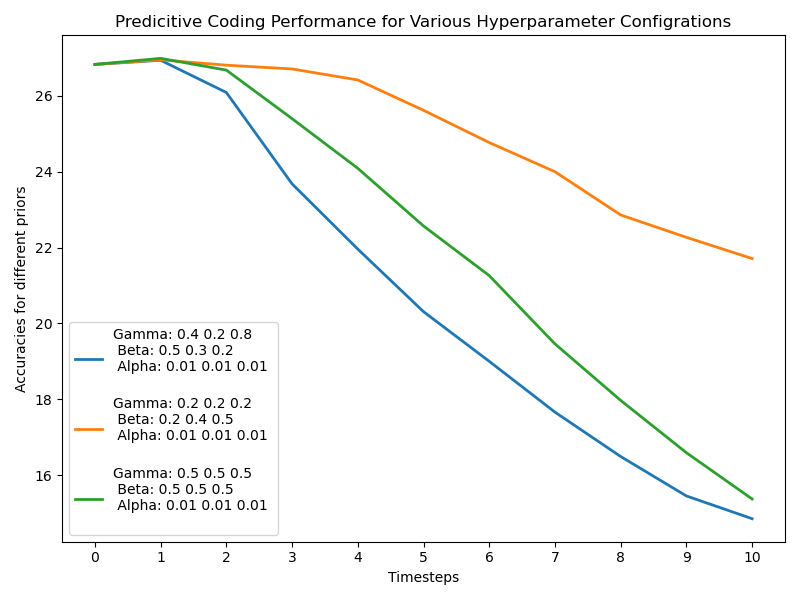 Predicitive Coding Performance for Various Hyperparameter Configrations
Accuracies for different priors
26
24
22
20
18
16
Gamma: 0.4 0.2 0.8
Beta: 0.5 0.3 0.2
Alpha: 0.01 0.01 0.01
Gamma: 0.2 0.2 0.2
Beta: 0.2 0.4 0.5
Alpha: 0.01 0.01 0.01
Gamma: 0.5 0.5 0.5
Beta: 0.5 0.5 0.5
Alpha: 0.01 0.01 0.01
0 1 2 3 4 5 6 7 8 9 10
Timesteps